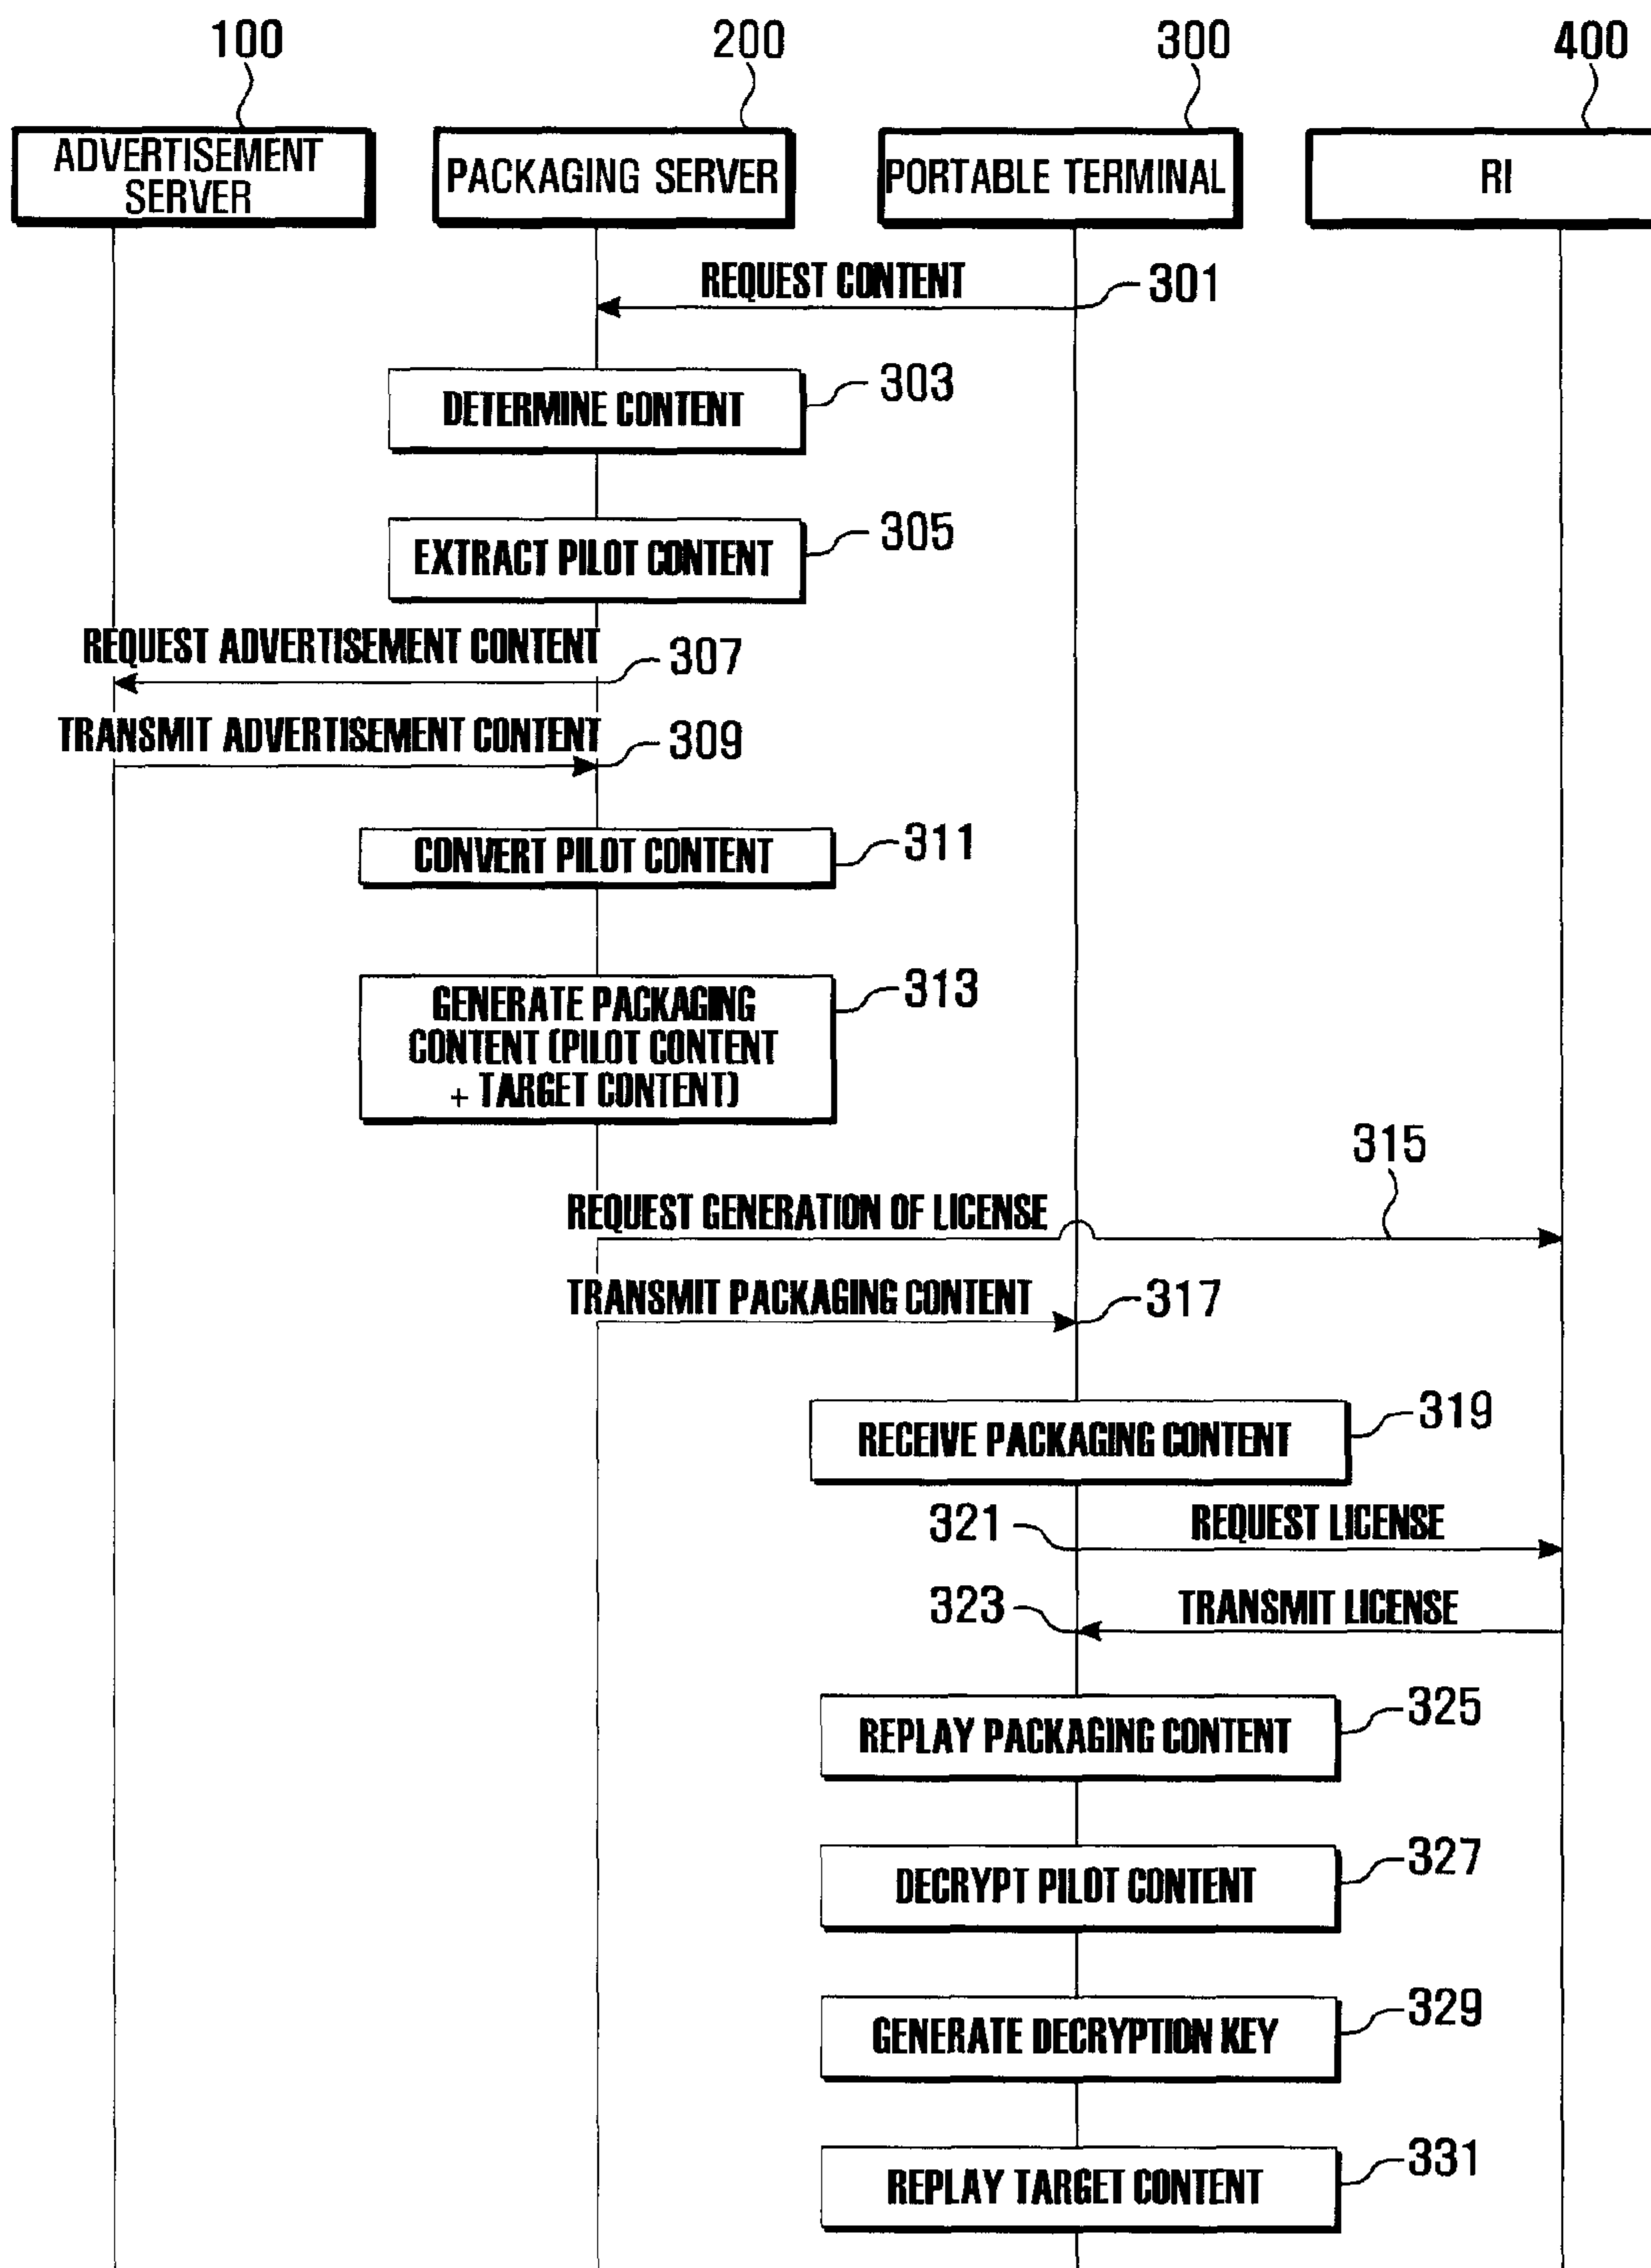 100
200
300
400
ADVERTISEMENT
SERVER
PACKAGING SERVER
PORTABLE TERMINAL
RI
REQUEST CONTENT
301
DETERMINE CONTENT
303
EXTRACT PILOT CONTENT
305
REQUEST ADVERTISEMENT CONTENT
307
TRANSMIT ADVERTISEMENT CONTENT
309
CONVERT PILOT CONTENT
311
GENERATE PACKAGING
CONTENT (PILOT CONTENT
+ TARGET CONTENT)
313
315
REQUEST GENERATION OF LICENSE
TRANSMIT PACKAGING CONTENT
317
RECEIVE PACKAGING CONTENT
319
321
REQUEST LICENSE
323
TRANSMIT LICENSE
REPLAY PACKAGING CONTENT
325
DECRYPT PILOT CONTENT
327
GENERATE DECRYPTION KEY
329
REPLAY TARGET CONTENT
331